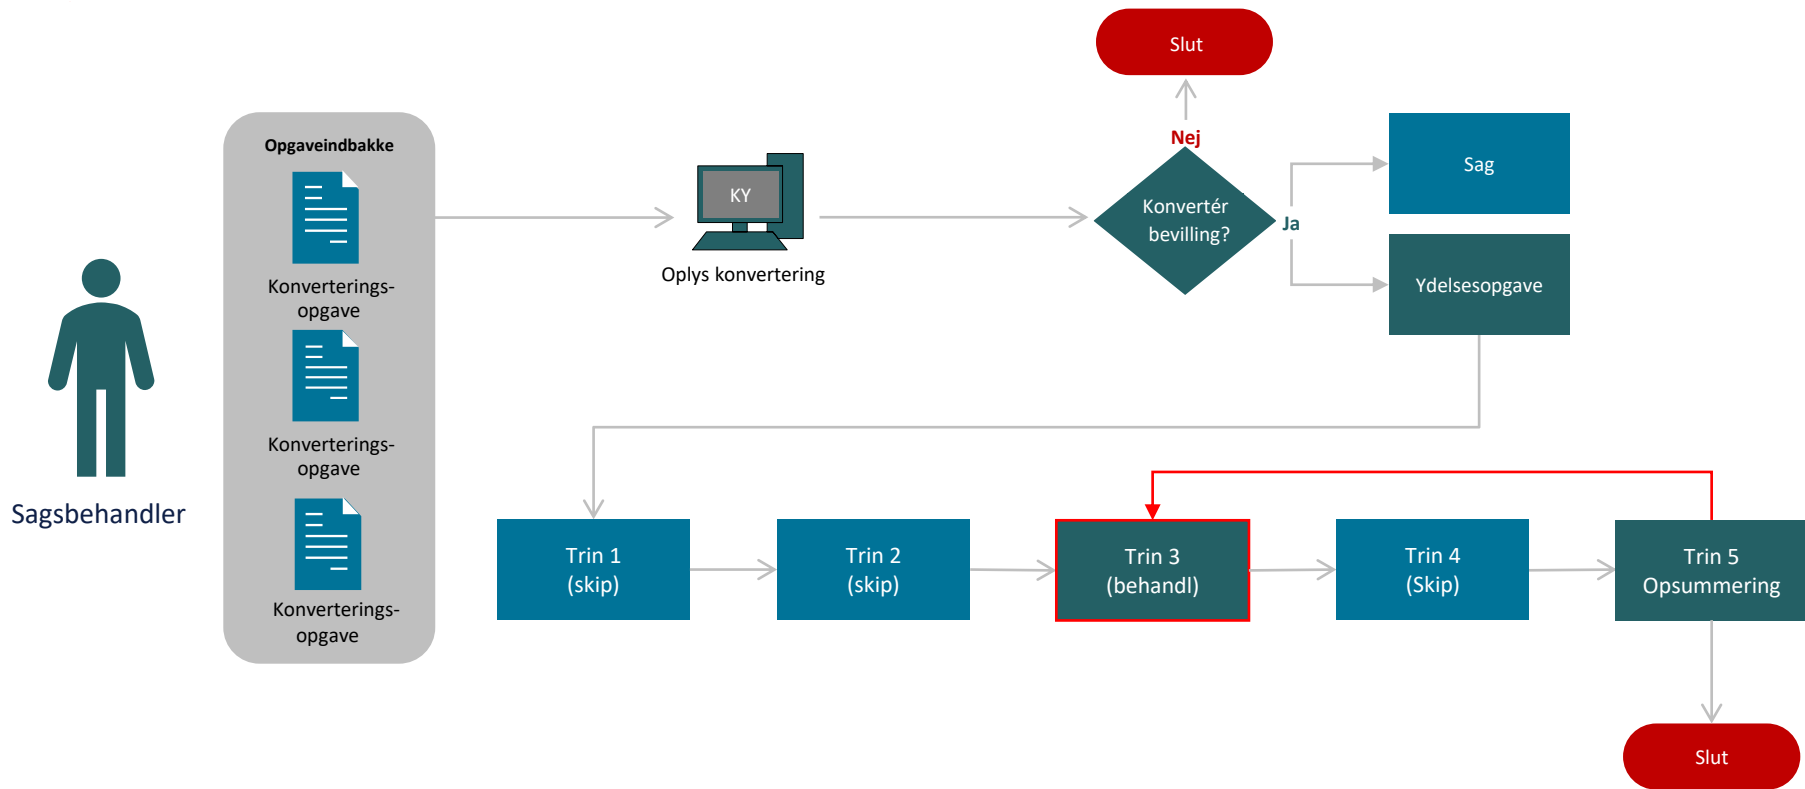 Sagsbehandler
Opgaveindbakke
Konverterings-
opgave
Konverterings-
opgave
Konverterings-
opgave
KY
Oplys konvertering
Slut
Nej
Konvertér
bevilling?
Ja
Sag
Ydelsesopgave
Trin 1
(skip)
Trin 2
(skip)
Trin 3
(behandl)
Trin 4
(Skip)
Trin 5
Opsummering
Slut